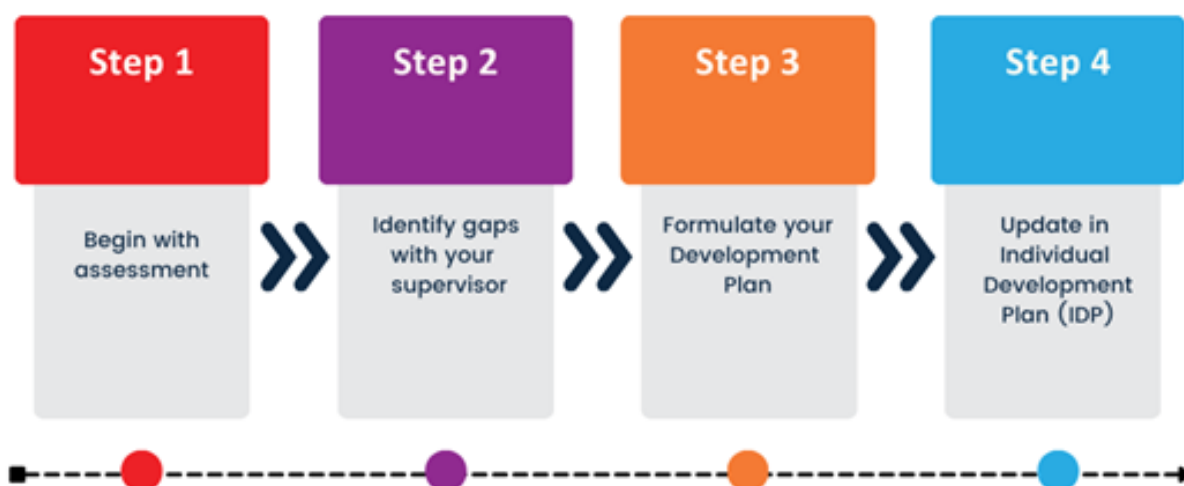 Step 1
Begin with
assessment
Step 2
Identify gaps
with your
supervisor
Step 3
Formulate your
Development
Plan
Step 4
Update in
Individual
Development
Plan (IDP)